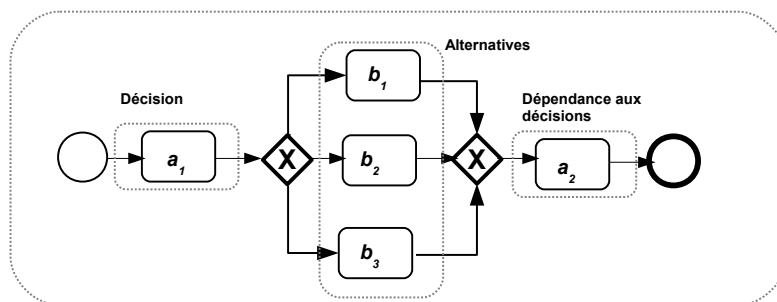 Alternatives
Décision
Dépendance aux
décisions
b1
a1
X
b2
X
a2
b3